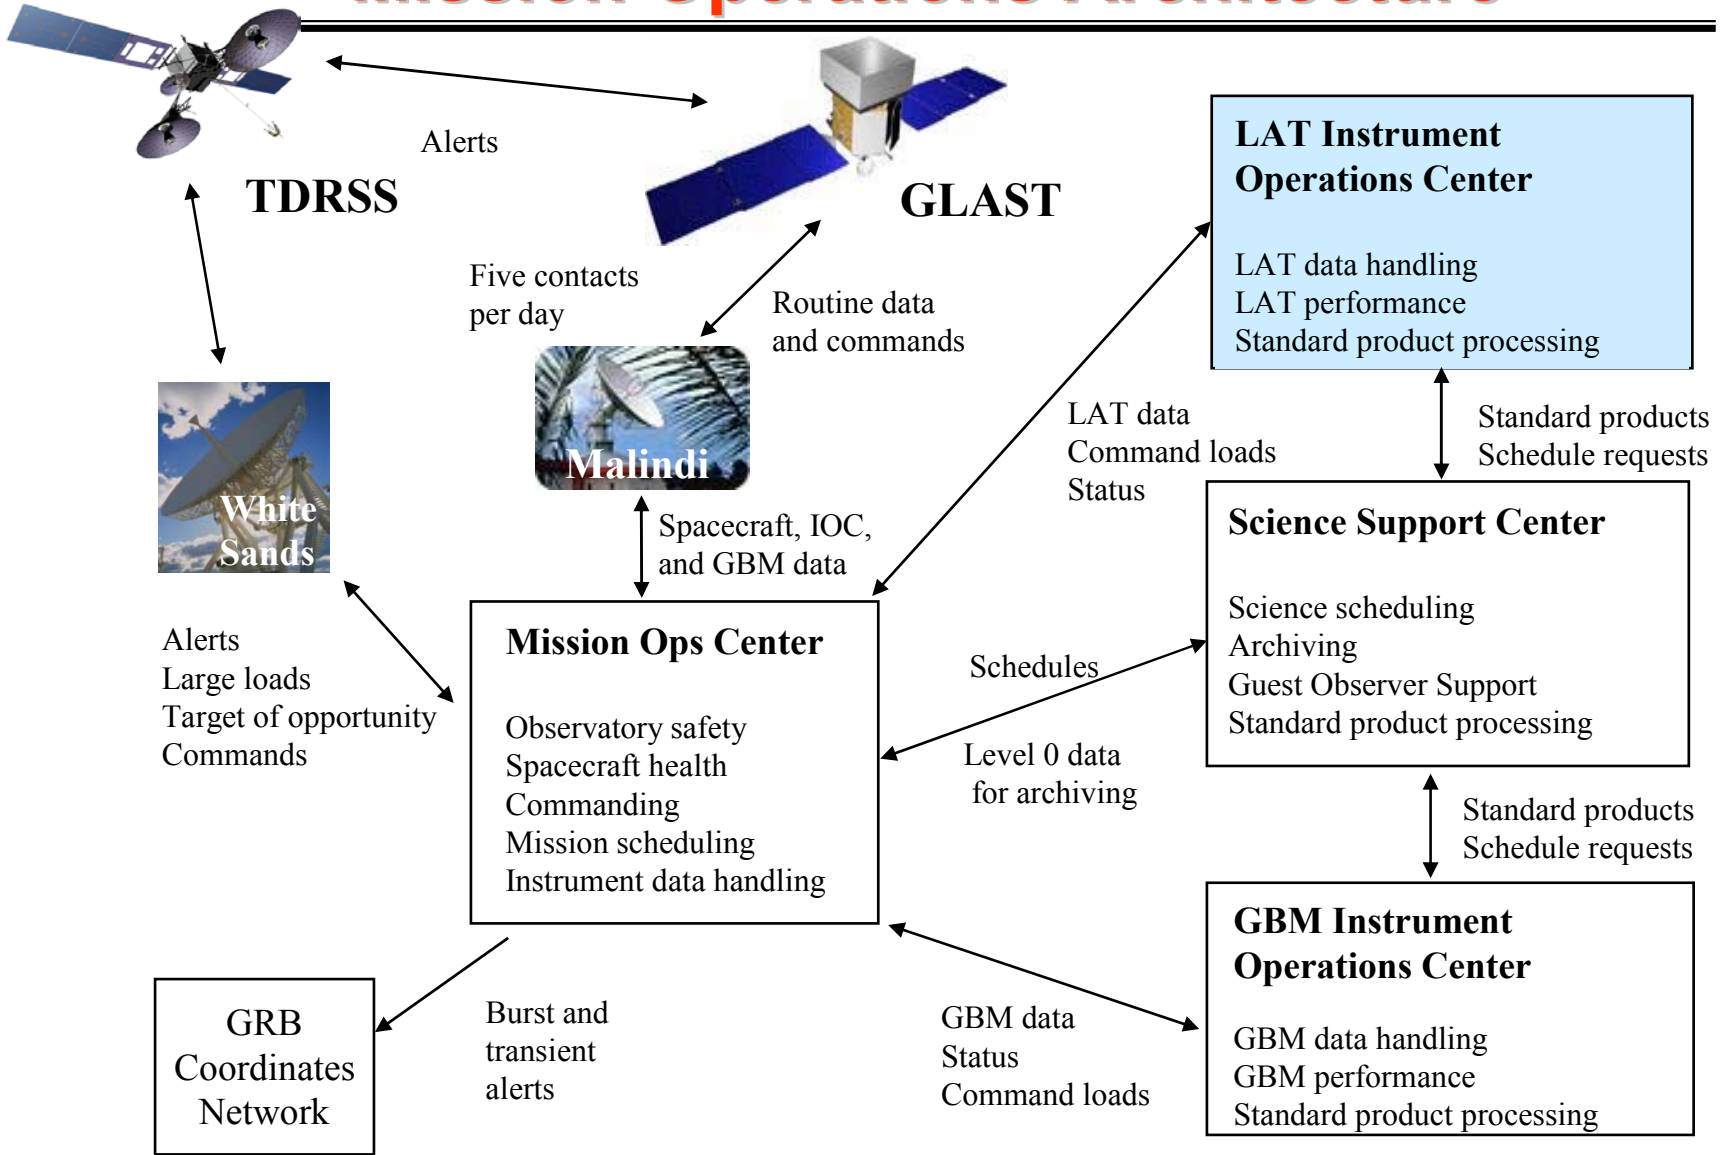 Mission Operations Architecture
Alerts
TDRSS
GLAST
LAT Instrument
Operations Center
LAT data handling
LAT performance
Standard product processing
Five contacts
per day
Routine data
and commands
Malindi
White
Sands
LAT data
Command loads
Status
Standard products
Schedule requests
Spacecraft, IOC,
and GBM data
Science Support Center
Science scheduling
Archiving
Guest Observer Support
Standard product processing
Alerts
Large loads
Target of opportunity
Commands
Mission Ops Center
Observatory safety
Spacecraft health
Commanding
Mission scheduling
Instrument data handling
Schedules
Level 0 data
for archiving
Standard products
Schedule requests
GBM Instrument
Operations Center
GBM data handling
GBM performance
Standard product processing
GRB
Coordinates
Network
Burst and
transient
alerts
GBM data
Status
Command loads